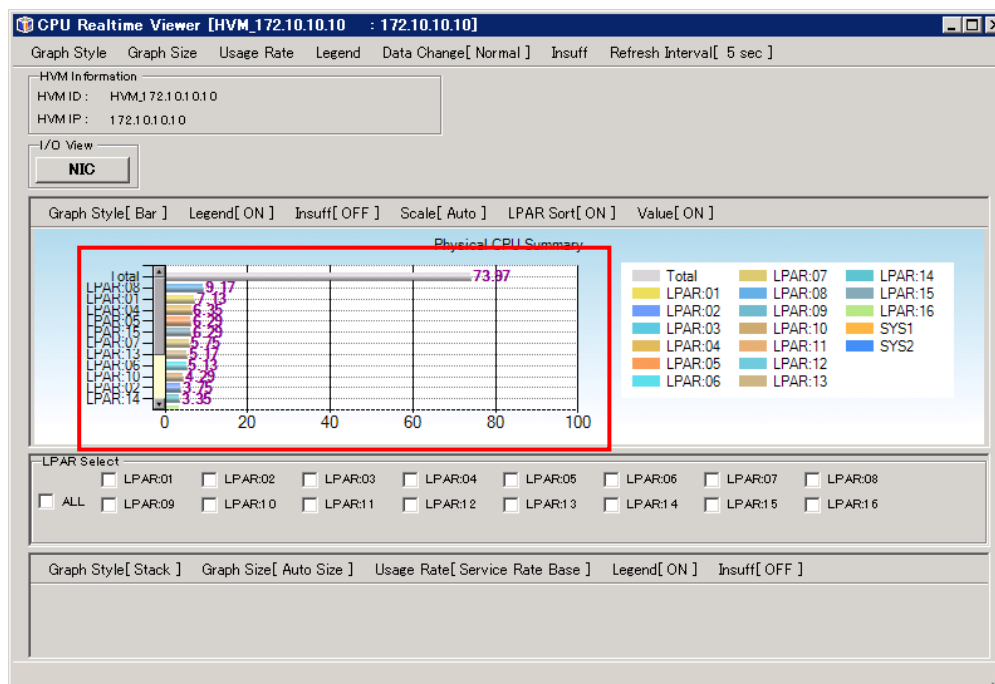 CPU Realtime Viewer [HVM_172.10.10.10 : 172.10.10.10]
Graph Style Graph Size Usage Rate Legend Data Change[ Normal ] Insuff Refresh Interval[ 5 sec ]
HVM Information
HVM ID : HVM_172.10.10.10
HVM IP : 172.10.10.10
I/O View
NIC
Graph Style[ Bar ] Legend[ ON ] Insuff[ OFF ] Scale[ Auto ] LPAR Sort[ ON ] Value[ ON ]
Physical CPU Summary
Total 73.97
LPAR:08 9.17
LPAR:01 7.13
LPAR:04 6.35
LPAR:05 6.29
LPAR:15 6.29
LPAR:07 5.75
LPAR:13 5.17
LPAR:06 5.13
LPAR:10 4.29
LPAR:02 3.75
LPAR:14 3.35
0 20 40 60 80 100
Total LPAR:07 LPAR:14
LPAR:01 LPAR:08 LPAR:15
LPAR:02 LPAR:09 LPAR:16
LPAR:03 LPAR:10 SYS1
LPAR:04 LPAR:11 SYS2
LPAR:05 LPAR:12
LPAR:06 LPAR:13
LPAR Select
LPAR:01 LPAR:02 LPAR:03 LPAR:04 LPAR:05 LPAR:06 LPAR:07 LPAR:08
ALL LPAR:09 LPAR:10 LPAR:11 LPAR:12 LPAR:13 LPAR:14 LPAR:15 LPAR:16
Graph Style[ Stack ] Graph Size[ Auto Size ] Usage Rate[ Service Rate Base ] Legend[ ON ] Insuff[ OFF ]